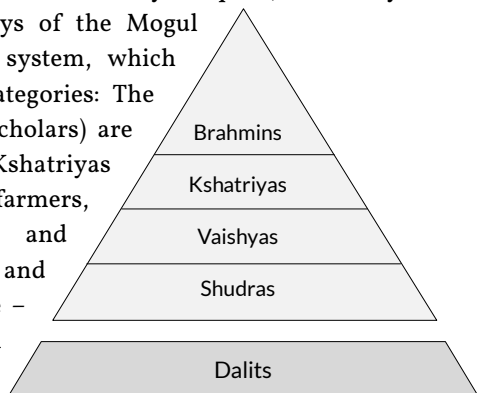 ys of the Mogul
system, which
ategories: The
cholars) are
Kshatriyas
farmers,
and
and
–
Brahmins
Kshatriyas
Vaishyas
Shudras
Dalits